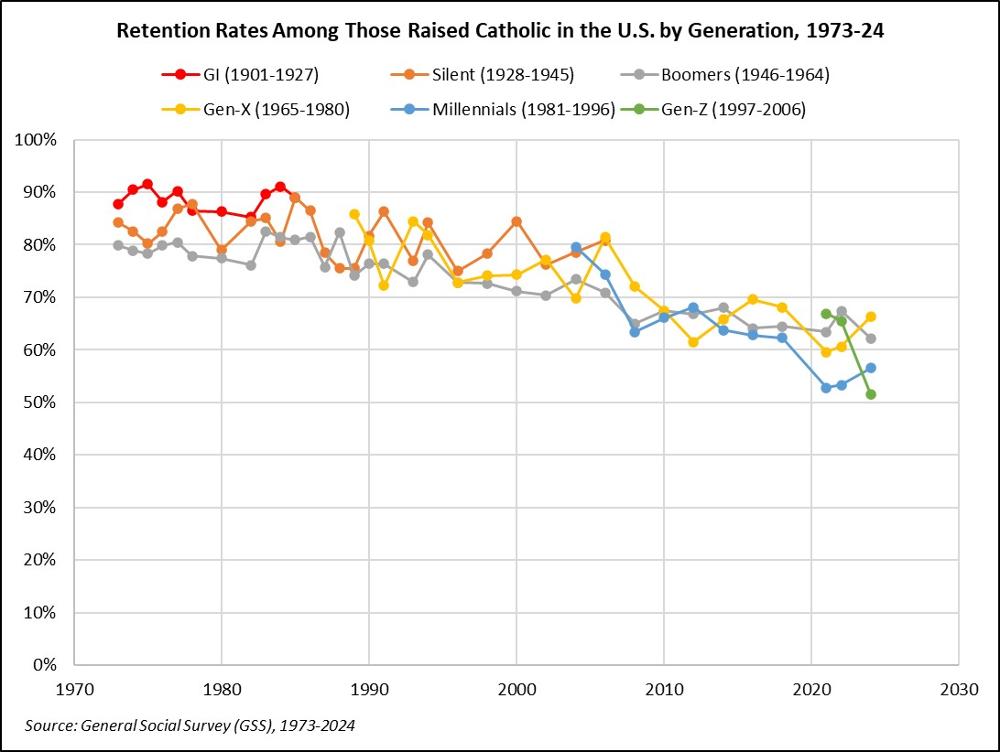 Retention Rates Among Those Raised Catholic in the U.S. by Generation, 1973-24
GI (1901-1927) Silent (1928-1945) Boomers (1946-1964)
Gen-X (1965-1980) Millennials (1981-1996) Gen-Z (1997-2006)
100%
90%
80%
70%
60%
50%
40%
30%
20%
10%
0%
1970 1980 1990 2000 2010 2020 2030
Source: General Social Survey (GSS), 1973-2024